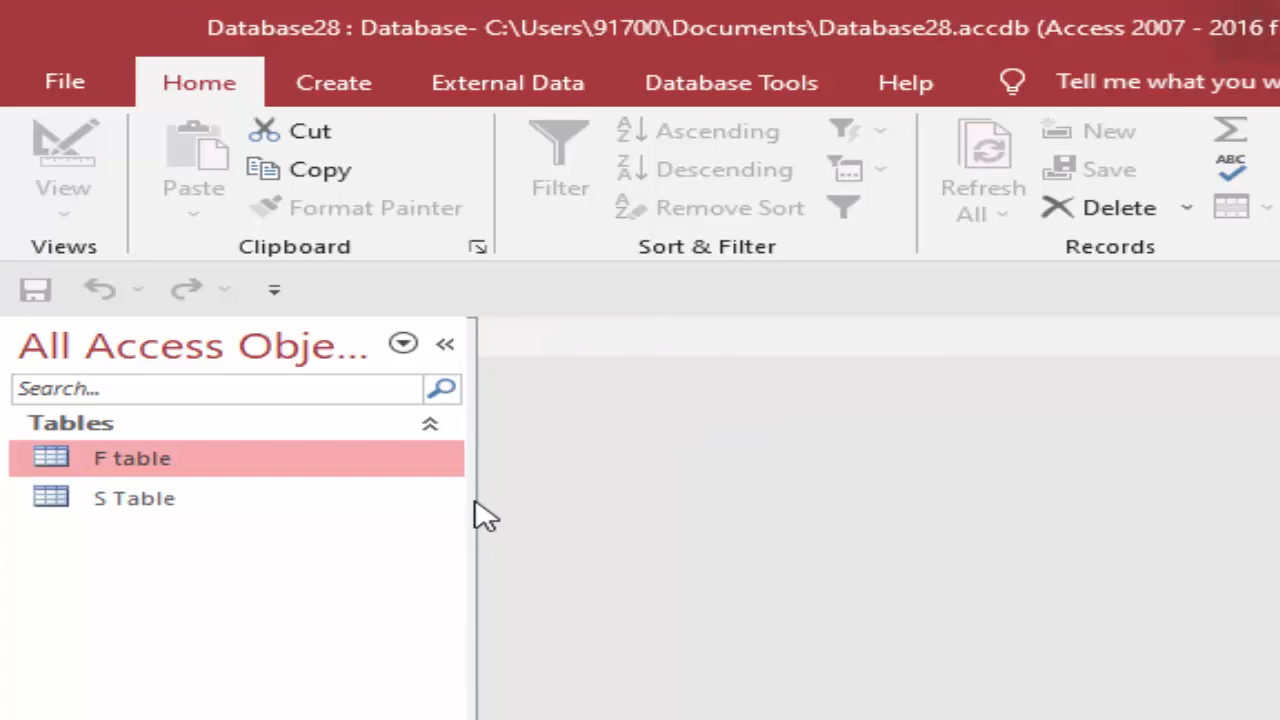 Database28 : Database- C:\Users\91700\Documents\Database28.accdb (Access 2007 - 2016 f
File Home Create External Data Database Tools Help Tell me what you w
View
Views
Paste
Cut
Copy
Format Painter
Clipboard
Filter
Ascending
Descending
Remove Sort
Sort & Filter
Refresh
All
New
Save
Delete
Records
ABC
All Access Obje...
Search...
Tables
F table
S Table